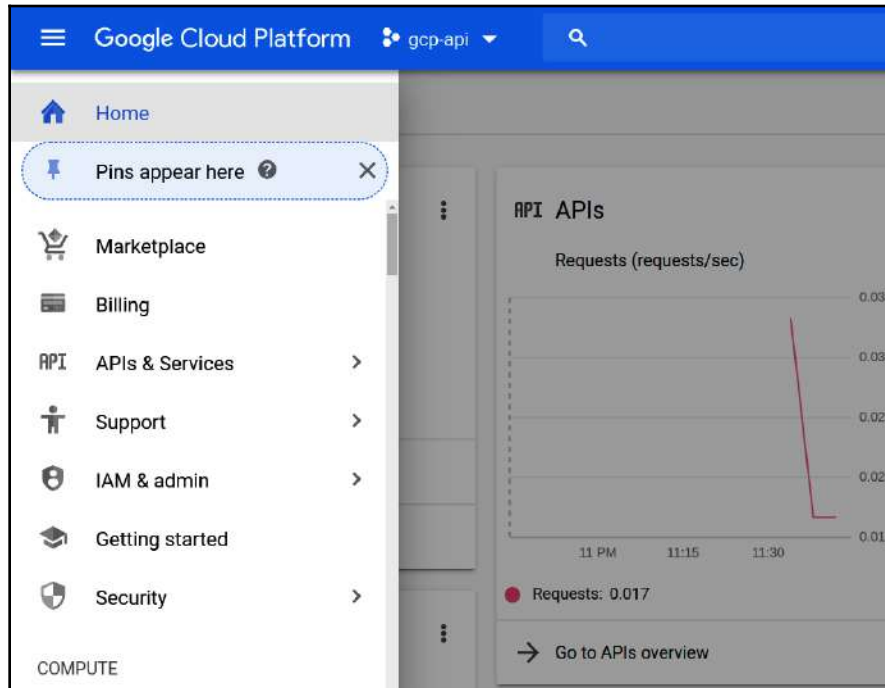 Google Cloud Platform
gcp-api
Home
Pins appear here
Marketplace
Billing
API APIs & Services
Support
IAM & admin
Getting started
Security
COMPUTE
API APIs
Requests (requests/sec)
0.03
0.03
0.02
0.02
0.01
11 PM 11:15 11:30
Requests: 0.017
Go to APIs overview